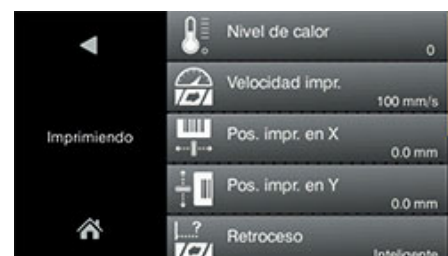 Imprimiendo
Nivel de calor
0
Velocidad impr.
100 mm/s
Pos. impr. en X
0.0 mm
Pos. impr. en Y
0.0 mm
Retroceso
Inteligente